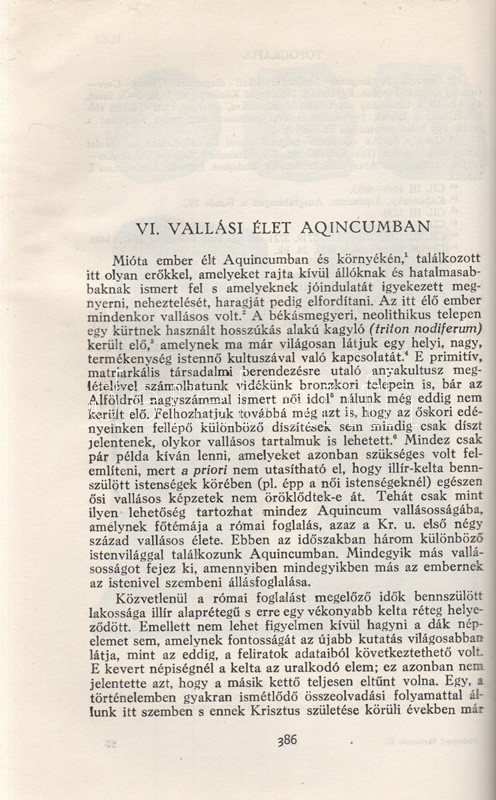 VI. VALLÁSI ÉLET AQINCUMBAN
Mióta ember élt Aquincumban és környékén,¹ találkozott
itt olyan erőkkel, amelyeket rajta kívül állóknak és hatalmasab-
baknak ismert fel s amelyeknek jóindulatát igyekezett meg-
nyerni, neheztelését, haragját pedig elfordítani. Az itt élő ember
mindenkor vallásos volt.² A békásmegyeri, neolithikus telepen
egy kürtnek használt hosszúkás alakú kagyló (triton nodiferum)
került elő,³ amelynek ma már világosan látjuk egy helyi, nagy,
termékenység istennő kultuszával való kapcsolatát.⁴ E primitív,
matriarkális társadalmi berendezésre utaló anyakultusz meg-
lételével számolhatunk vidékünk bronzkori telepein is, bár az
Alföldről nagyszámmal ismert női idol⁵ nálunk még eddig nem
került elő. Felhozhatjuk továbbá még azt is, hogy az őskori edé-
nyeinken fellépő különböző díszítések sem mindig csak díszt
jelentenek, olykor vallásos tartalmuk is lehetett.⁶ Mindez csak
pár példa kíván lenni, amelyeket azonban szükséges volt fel-
említeni, mert a priori nem utasítható el, hogy illír-kelta benn-
szülött istenségek körében (pl. épp a női istenségeknél) egészen
ősi vallásos képzetek nem öröklődtek-e át. Tehát csak mint
ilyen lehetőség tartozhat mindez Aquincum vallásosságába,
amelynek főtémája a római foglalás, azaz a Kr. u. első négy
század vallásos élete. Ebben az időszakban három különböző
istenvilággal találkozunk Aquincumban. Mindegyik más vallá-
sosságot fejez ki, amennyiben mindegyikben más az embernek
az istenivel szembeni állásfoglalása.
Közvetlenül a római foglalást megelőző idők bennszülött
lakossága illír alaprétegű s erre egy vékonyabb kelta réteg helye-
ződött. Emellett nem lehet figyelmen kívül hagyni a dák nép-
elemet sem, amelynek fontosságát az újabb kutatás világosabban
látja, mint az eddig, a feliratok adataiból következtethető volt.
E kevert népiségnél a kelta az uralkodó elem; ez azonban nem
jelentette azt, hogy a másik kettő teljesen eltűnt volna. Egy, a
történelemben gyakran ismétlődő összeolvadási folyamattal ál-
lunk itt szemben s ennek Krisztus születése körüli években már
386